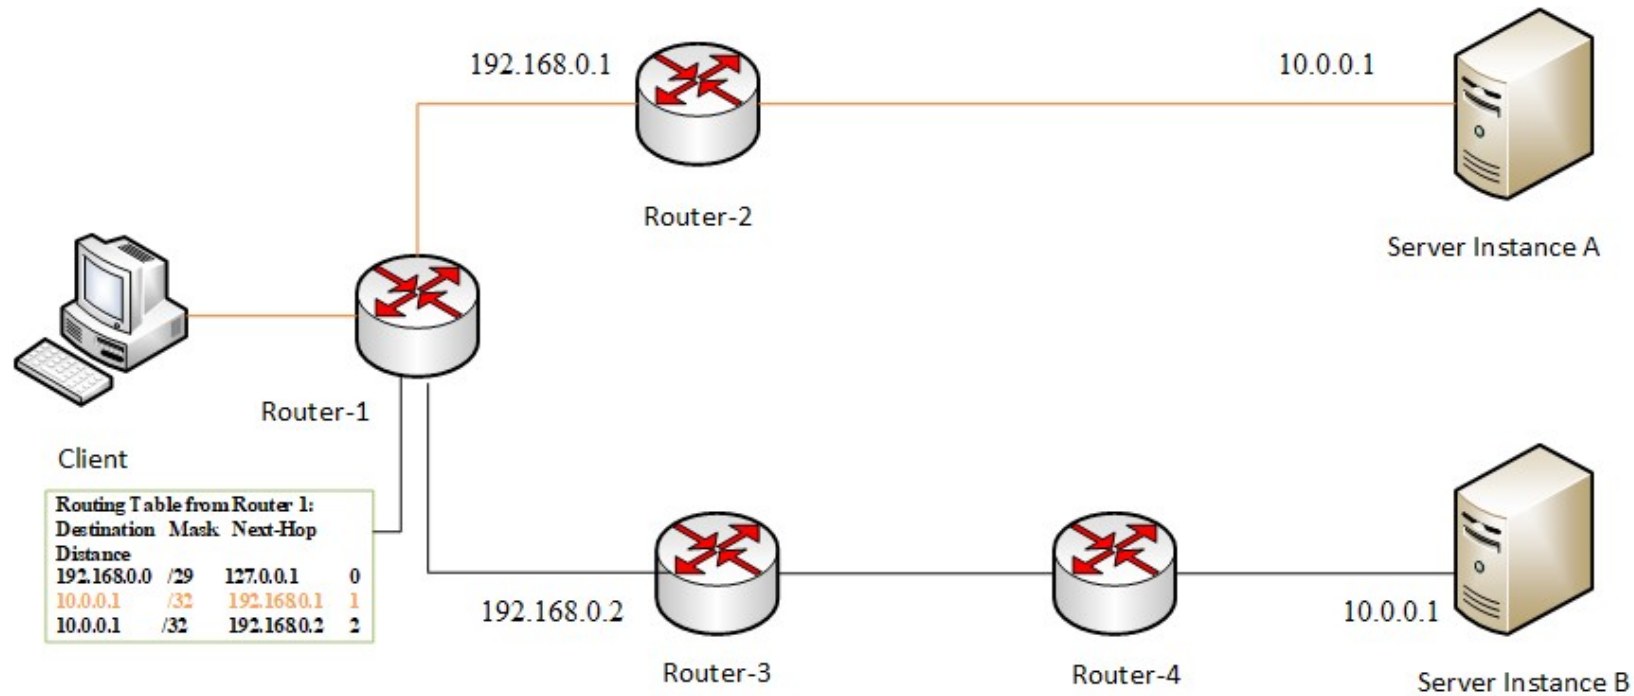 192.168.0.1
10.0.0.1
Router-2
Server Instance A
Router-1
Client
Routing Table from Router 1:
Destination Mask Next-Hop
Distance
192.168.0.0 /29 127.0.0.1 0
10.0.0.1 /32 192.168.0.1 1
10.0.0.1 /32 192.168.0.2 2
192.168.0.2
10.0.0.1
Router-3
Router-4
Server Instance B